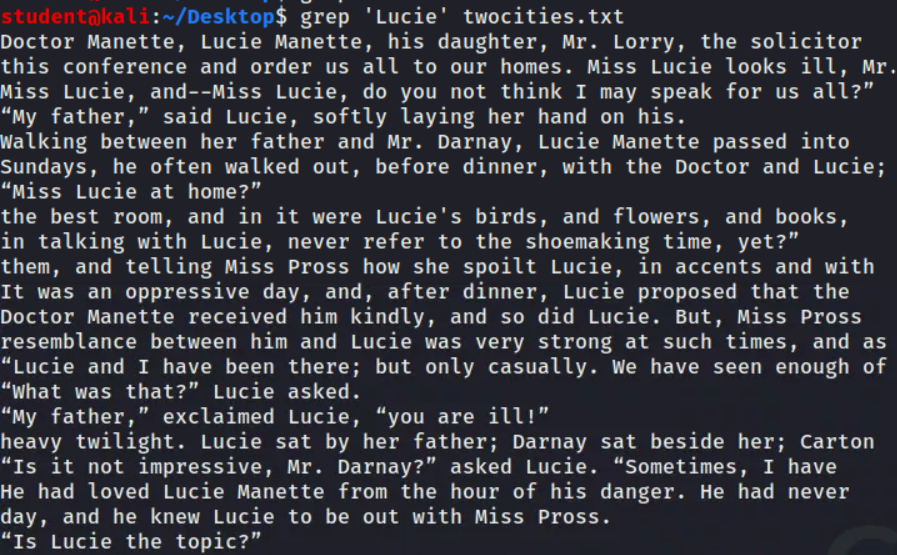 student@kali:~/Desktop$ grep 'Lucie' twocities.txt
Doctor Manette, Lucie Manette, his daughter, Mr. Lorry, the solicitor
this conference and order us all to our homes. Miss Lucie looks ill, Mr.
Miss Lucie, and--Miss Lucie, do you not think I may speak for us all?”
“My father,” said Lucie, softly laying her hand on his.
Walking between her father and Mr. Darnay, Lucie Manette passed into
Sundays, he often walked out, before dinner, with the Doctor and Lucie;
“Miss Lucie at home?”
the best room, and in it were Lucie's birds, and flowers, and books,
in talking with Lucie, never refer to the shoemaking time, yet?”
them, and telling Miss Pross how she spoilt Lucie, in accents and with
It was an oppressive day, and, after dinner, Lucie proposed that the
Doctor Manette received him kindly, and so did Lucie. But, Miss Pross
resemblance between him and Lucie was very strong at such times, and as
“Lucie and I have been there; but only casually. We have seen enough of
“What was that?” Lucie asked.
“My father,” exclaimed Lucie, “you are ill!”
heavy twilight. Lucie sat by her father; Darnay sat beside her; Carton
“Is it not impressive, Mr. Darnay?” asked Lucie. “Sometimes, I have
He had loved Lucie Manette from the hour of his danger. He had never
day, and he knew Lucie to be out with Miss Pross.
“Is Lucie the topic?”